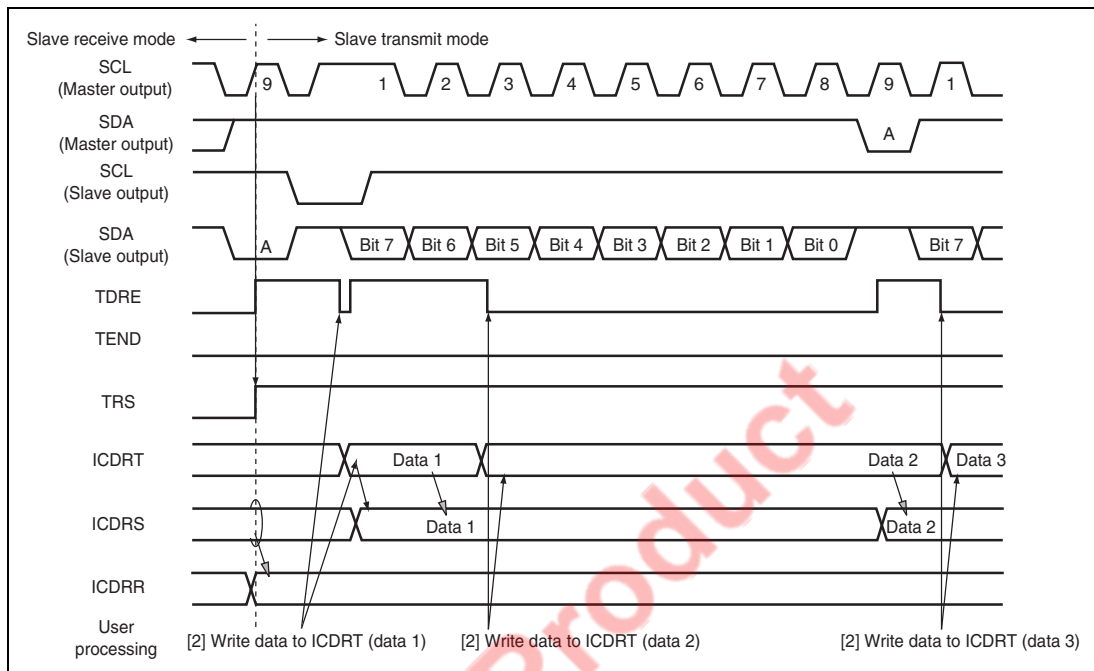 Slave receive mode Slave transmit mode
SCL
(Master output)
9 1 2 3 4 5 6 7 8 9 1
SDA
(Master output)
A
SCL
(Slave output)
SDA
(Slave output)
A Bit 7 Bit 6 Bit 5 Bit 4 Bit 3 Bit 2 Bit 1 Bit 0 Bit 7
TDRE
TEND
TRS
ICDRT
Data 1 Data 2 Data 3
ICDRS
Data 1 Data 2
ICDRR
User
processing
[2] Write data to ICDRT (data 1) [2] Write data to ICDRT (data 2) [2] Write data to ICDRT (data 3)
Product